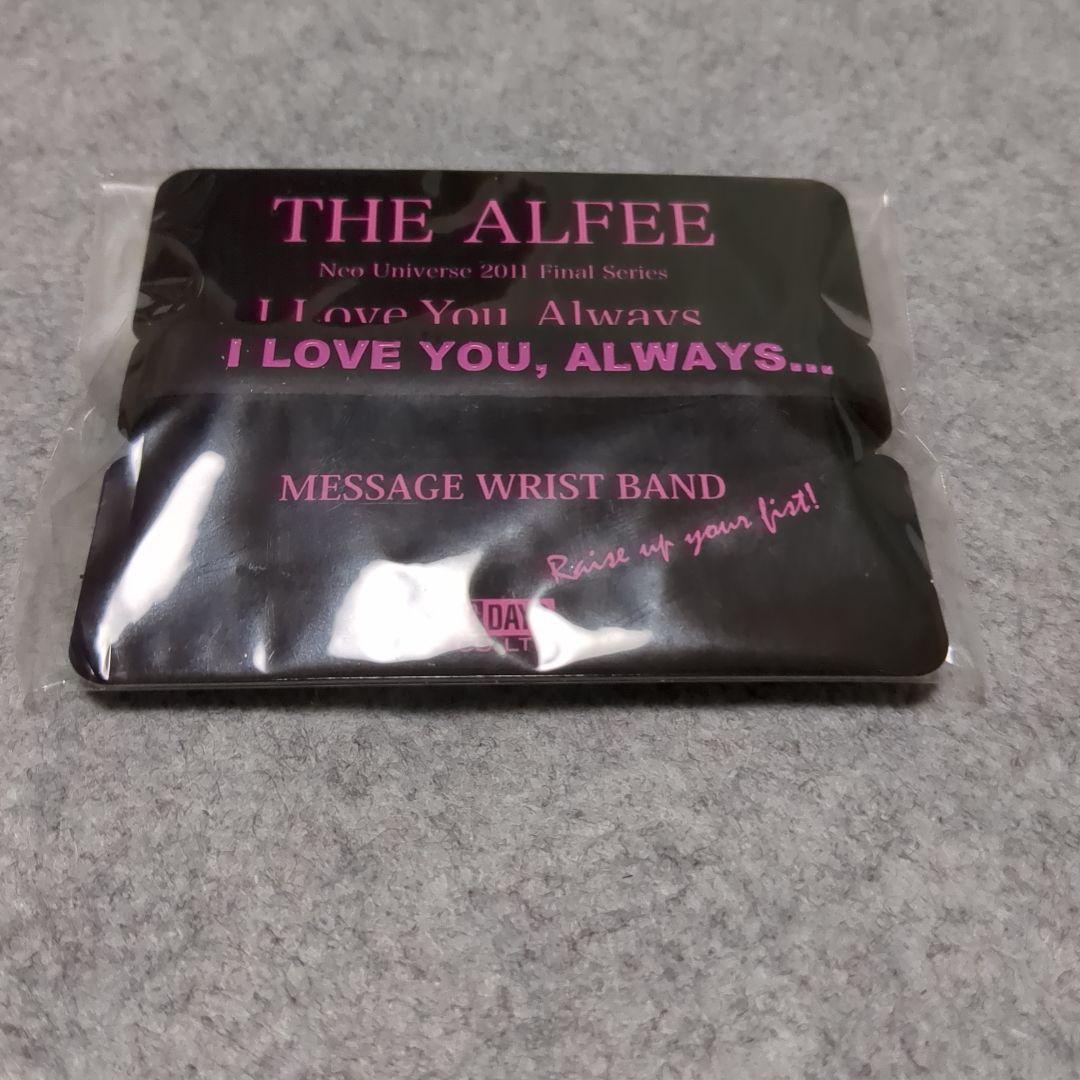 THE ALFEE
Neo Universe 2011 Final Series
I Love You, Always
I LOVE YOU, ALWAYS...
MESSAGE WRIST BAND
Raise up your fist!
DAY